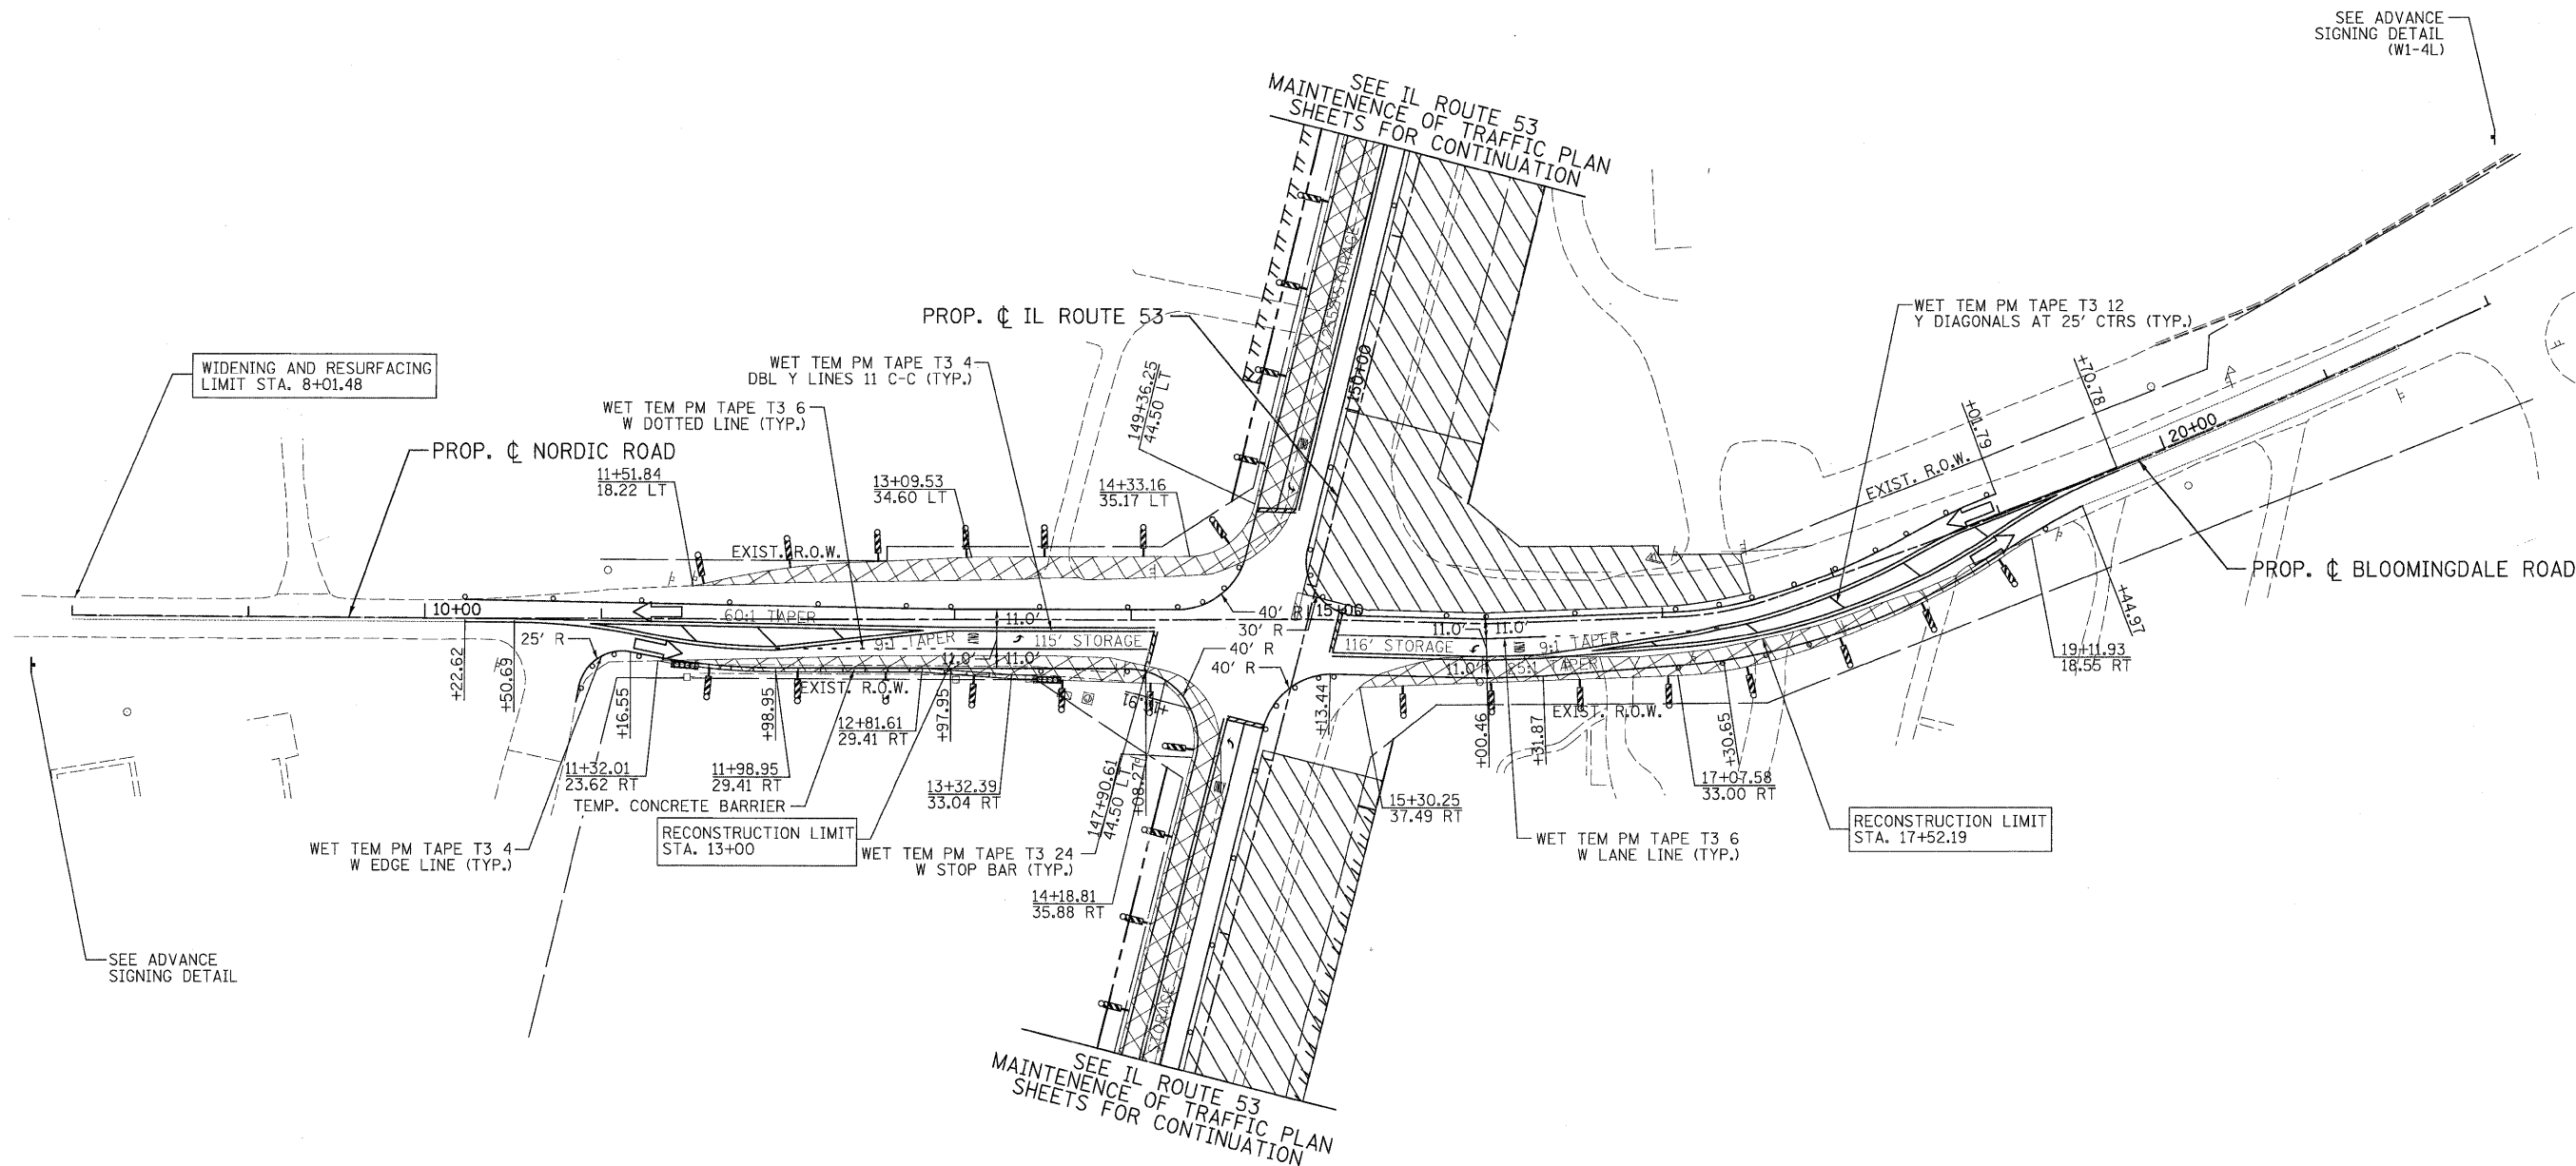 SEE ADVANCE
SIGNING DETAIL
(W1-4L)
SEE IL ROUTE 53
MAINTENENCE OF TRAFFIC PLAN
SHEETS FOR CONTINUATION
PROP. ℄ IL ROUTE 53
WET TEM PM TAPE T3 12
Y DIAGONALS AT 25' CTRS (TYP.)
WIDENING AND RESURFACING
LIMIT STA. 8+01.48
WET TEM PM TAPE T3 4
DBL Y LINES 11 C-C (TYP.)
WET TEM PM TAPE T3 6
W DOTTED LINE (TYP.)
149+36.25
44.50 LT
150+00
STORAGE
+70.78
+01.79
20+00
PROP. ℄ NORDIC ROAD
11+51.84
18.22 LT
13+09.53
34.60 LT
14+33.16
35.17 LT
EXIST. R.O.W.
EXIST. R.O.W.
PROP. ℄ BLOOMINGDALE ROAD
10+00
60:1 TAPER
11.0'
40' R
15+00
30' R
11.0'
11.0'
25' R
9:1 TAPER
115' STORAGE
116' STORAGE
9:1 TAPER
11.0'
11.0'
40' R
40' R
11.0'
5:1 TAPER
+44.97
19+11.93
18.55 RT
+22.62
+50.69
+16.55
+98.95
EXIST. R.O.W.
+97.95
+13.44
EXIST. R.O.W.
+00.46
+31.87
+30.65
12+81.61
29.41 RT
11+32.01
23.62 RT
11+98.95
29.41 RT
13+32.39
33.04 RT
147+90.61
44.50 LT
+08.27
15+30.25
37.49 RT
17+07.58
33.00 RT
TEMP. CONCRETE BARRIER
RECONSTRUCTION LIMIT
STA. 13+00
RECONSTRUCTION LIMIT
STA. 17+52.19
WET TEM PM TAPE T3 4
W EDGE LINE (TYP.)
WET TEM PM TAPE T3 24
W STOP BAR (TYP.)
WET TEM PM TAPE T3 6
W LANE LINE (TYP.)
14+18.81
35.88 RT
SEE ADVANCE
SIGNING DETAIL
STORAGE
SEE IL ROUTE 53
MAINTENENCE OF TRAFFIC PLAN
SHEETS FOR CONTINUATION